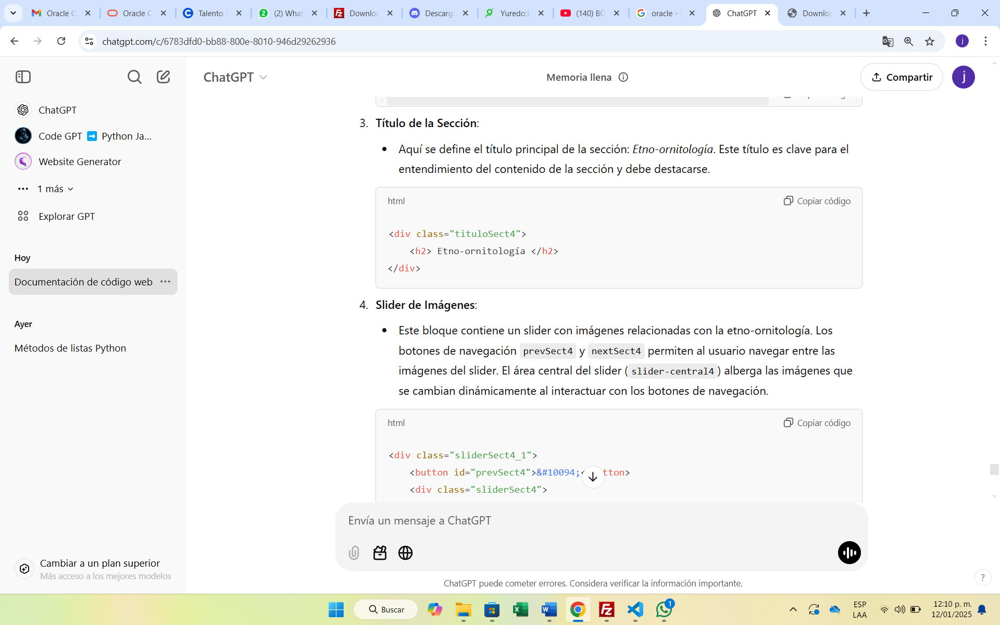 Oracle C
Oracle C
Talento T
(2) What
Downloa
Descarg
Yuredo:E
(140) BO
oracle -
ChatGPT
Downloa
chatgpt.com/c/6783dfd0-bb88-800e-8010-946d29262936
j
ChatGPT
Memoria llena
Compartir
j
ChatGPT
Code GPT ➡️ Python Ja...
Website Generator
1 más
Explorar GPT
Hoy
Documentación de código web
Ayer
Métodos de listas Python
Cambiar a un plan superior
Más acceso a los mejores modelos
3. Título de la Sección:
• Aquí se define el título principal de la sección: Etno-ornitología. Este título es clave para el
entendimiento del contenido de la sección y debe destacarse.
html
Copiar código
<div class="tituloSect4">
<h2> Etno-ornitología </h2>
</div>
4. Slider de Imágenes:
• Este bloque contiene un slider con imágenes relacionadas con la etno-ornitología. Los
botones de navegación prevSect4 y nextSect4 permiten al usuario navegar entre las
imágenes del slider. El área central del slider (slider-central4) alberga las imágenes que
se cambian dinámicamente al interactuar con los botones de navegación.
html
Copiar código
<div class="sliderSect4_1">
<button id="prevSect4">&#10094;< tton>
<div class="sliderSect4">
Envía un mensaje a ChatGPT
ChatGPT puede cometer errores. Considera verificar la información importante.
?
Buscar
1
ESP
LAA
12:10 p. m.
12/01/2025